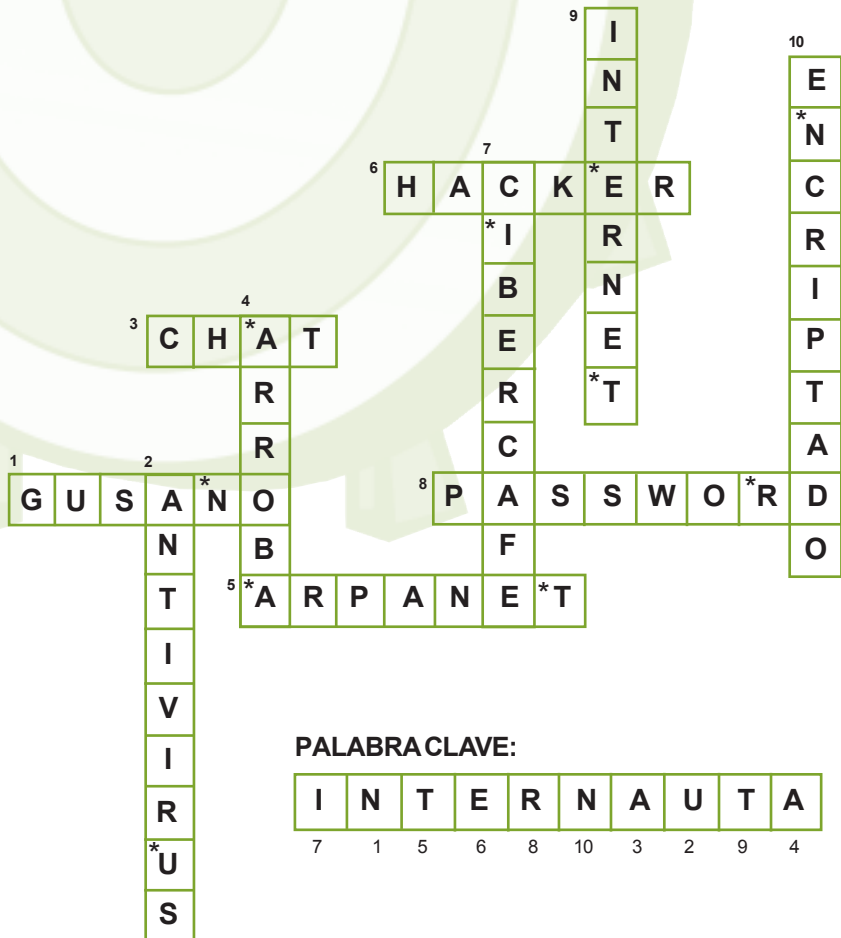 9
I
10
N
E
T
*N
7
6 H A C K *E R
C
*I
R
R
B
N
I
4
3 C H *A T
E
E
P
R
R
*T
T
R
C
A
1
2
G U S A *N O
8 P A S S W O *R D
N
B
F
O
T
5 *A R P A N E *T
I
V
I
PALABRA CLAVE:
R
I N T E R N A U T A
*U
7 1 5 6 8 10 3 2 9 4
S